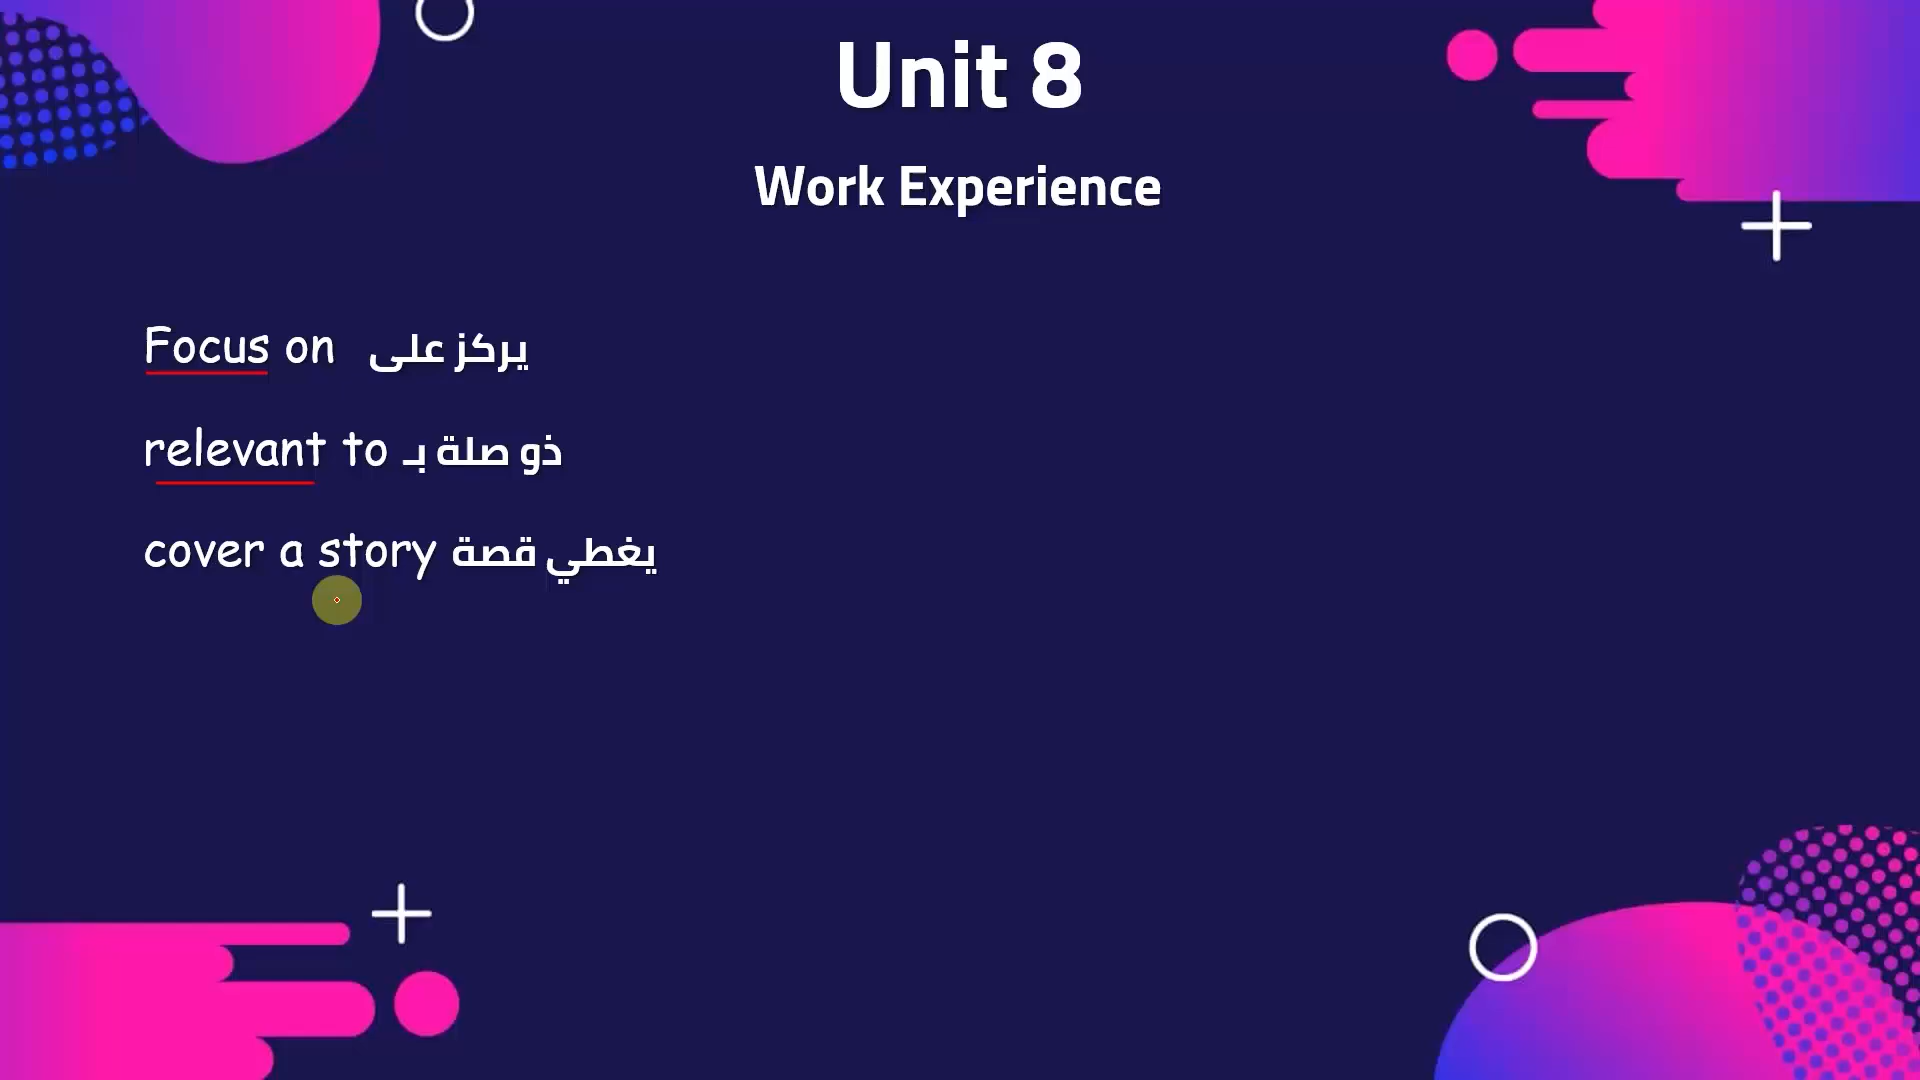 Unit 8
Work Experience
Focus on يركز على
relevant to ذو صلة بـ
cover a story يغطي قصة